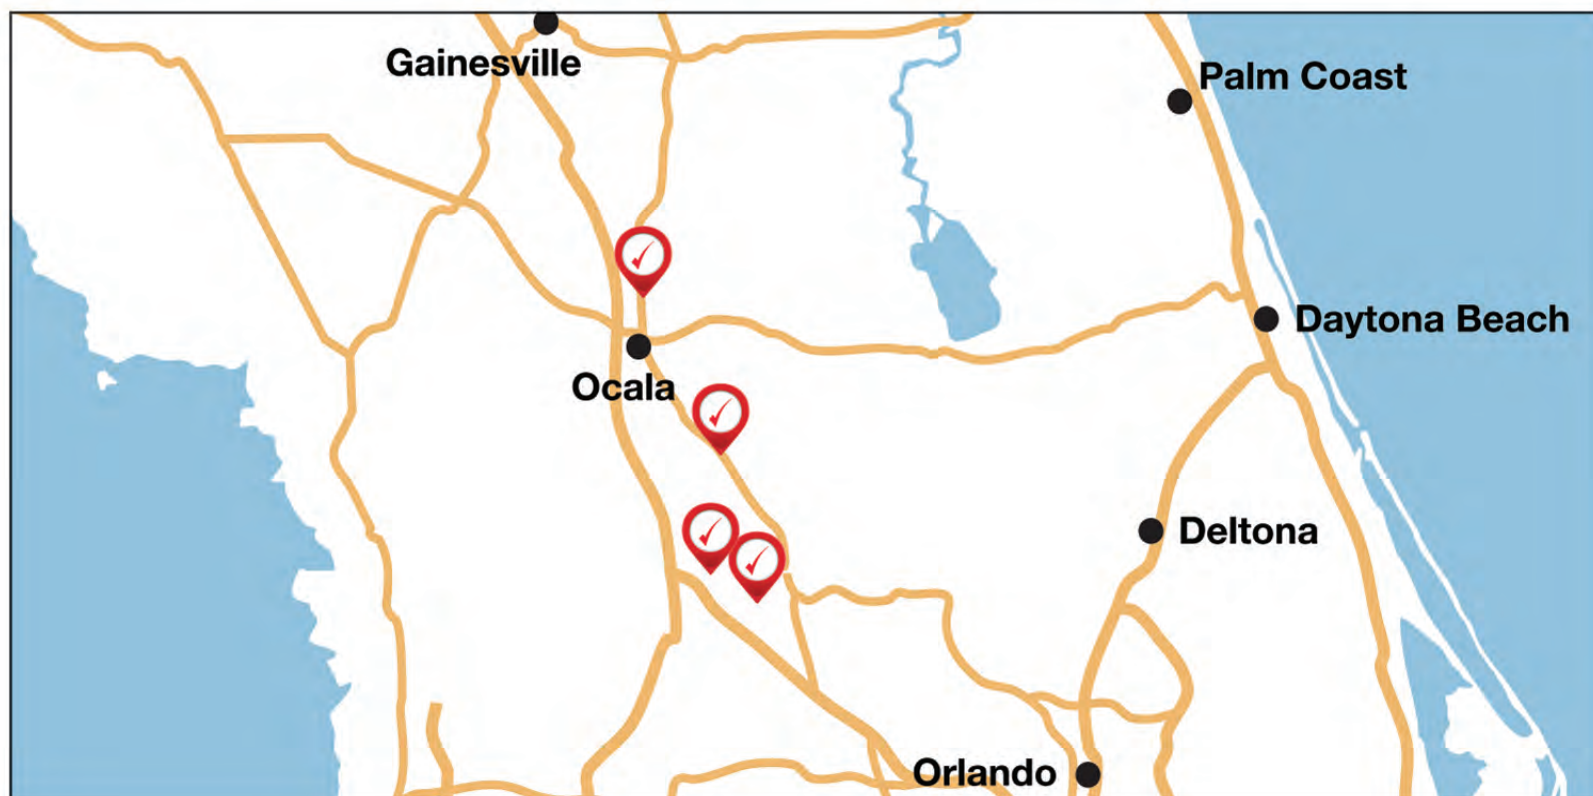 Gainesville
Palm Coast
Daytona Beach
Ocala
Deltona
Orlando